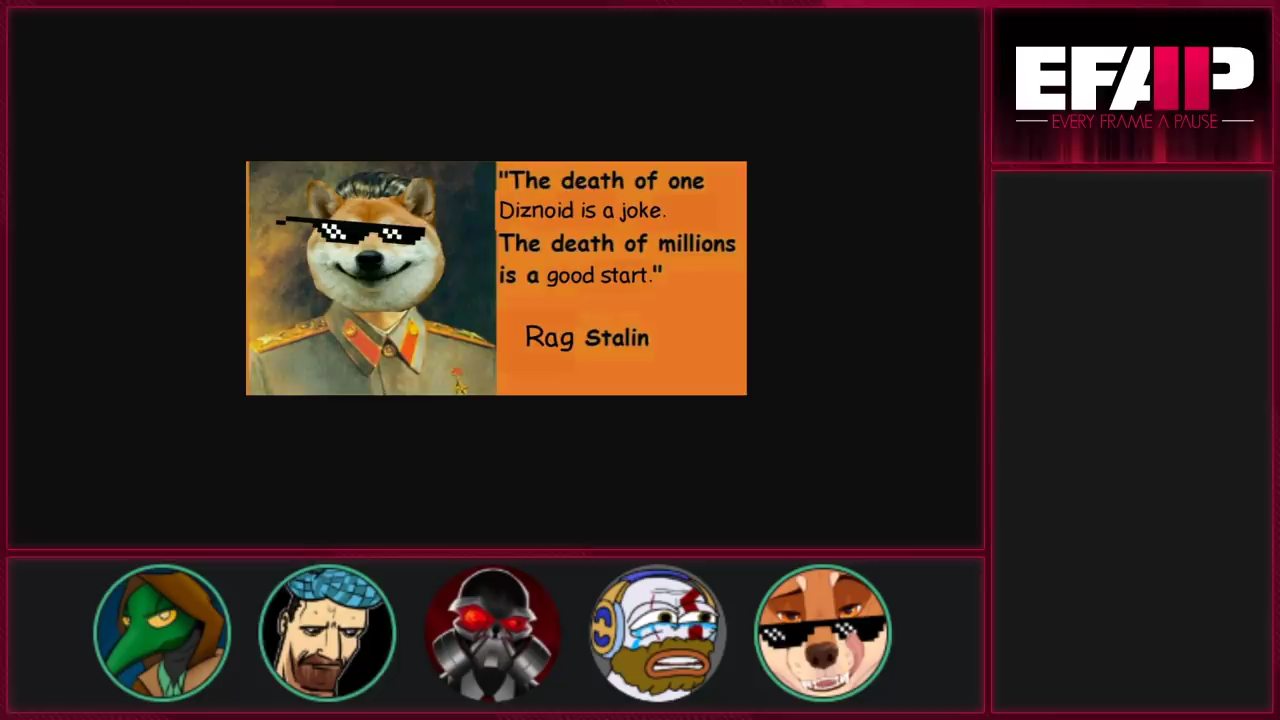 "The death of one
Diznoid is a joke.
The death of millions
is a good start."
Rag Stalin
EFAP
EVERY FRAME A PAUSE